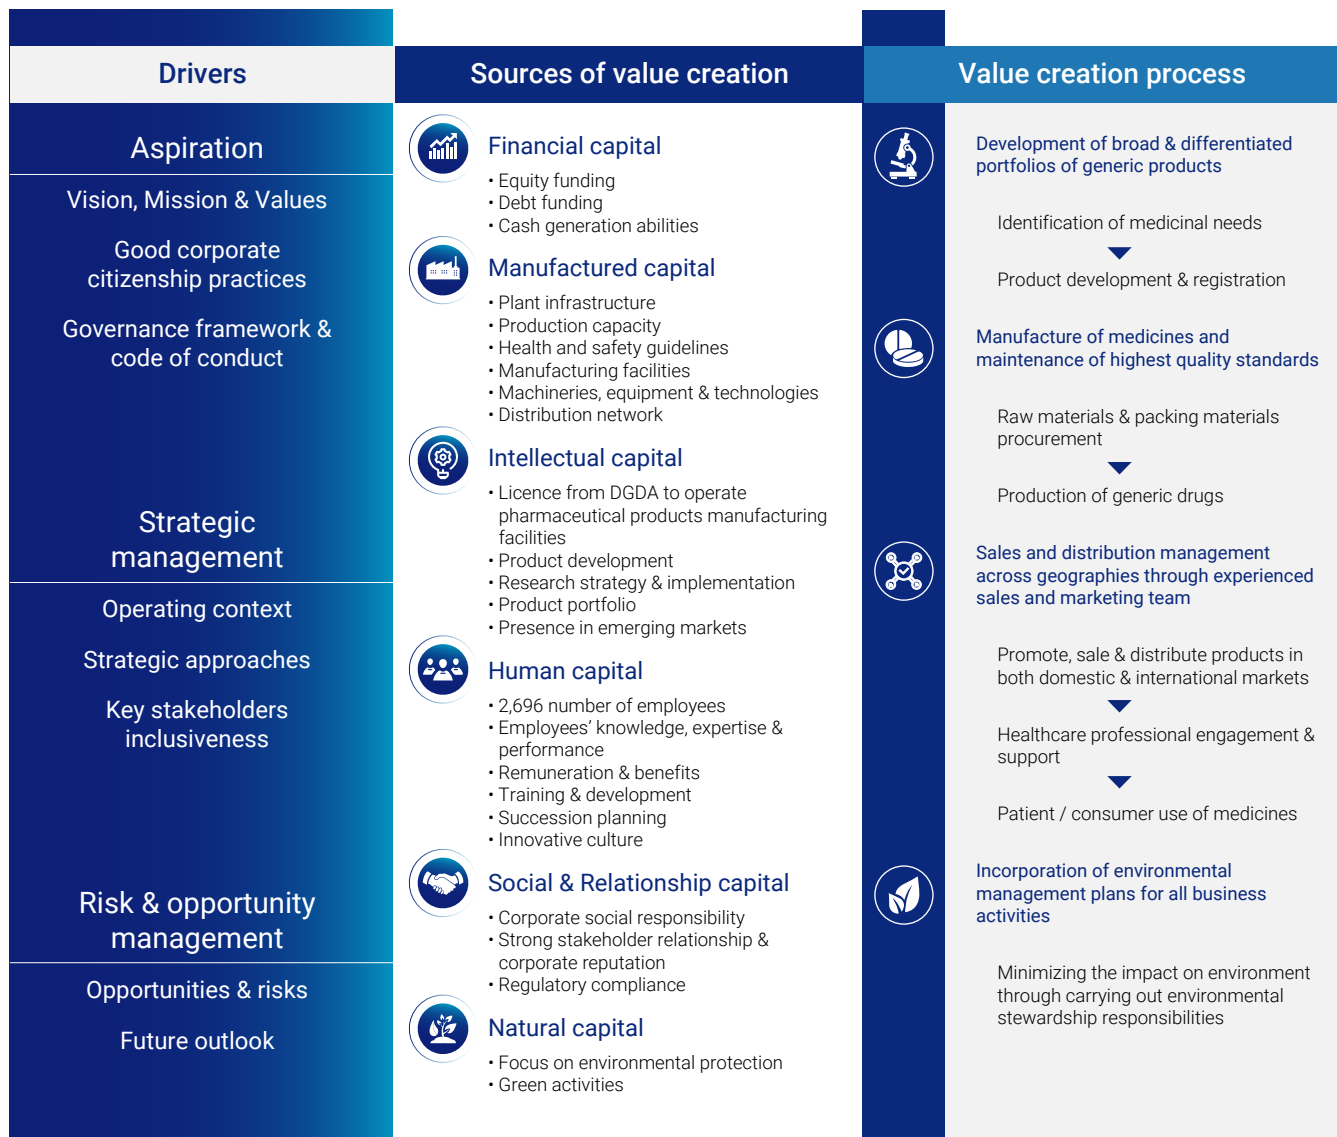 Drivers
Aspiration
Vision, Mission & Values
Good corporate
citizenship practices
Governance framework &
code of conduct
Strategic
management
Operating context
Strategic approaches
Key stakeholders
inclusiveness
Risk & opportunity
management
Opportunities & risks
Future outlook
Sources of value creation
Financial capital
• Equity funding
• Debt funding
• Cash generation abilities
Manufactured capital
• Plant infrastructure
• Production capacity
• Health and safety guidelines
• Manufacturing facilities
• Machineries, equipment & technologies
• Distribution network
Intellectual capital
• Licence from DGDA to operate
pharmaceutical products manufacturing
facilities
• Product development
• Research strategy & implementation
• Product portfolio
• Presence in emerging markets
Human capital
• 2,696 number of employees
• Employees’ knowledge, expertise &
performance
• Remuneration & benefits
• Training & development
• Succession planning
• Innovative culture
Social & Relationship capital
• Corporate social responsibility
• Strong stakeholder relationship &
corporate reputation
• Regulatory compliance
Natural capital
• Focus on environmental protection
• Green activities
Value creation process
Development of broad & differentiated
portfolios of generic products
Identification of medicinal needs
Product development & registration
Manufacture of medicines and
maintenance of highest quality standards
Raw materials & packing materials
procurement
Production of generic drugs
Sales and distribution management
across geographies through experienced
sales and marketing team
Promote, sale & distribute products in
both domestic & international markets
Healthcare professional engagement &
support
Patient / consumer use of medicines
Incorporation of environmental
management plans for all business
activities
Minimizing the impact on environment
through carrying out environmental
stewardship responsibilities